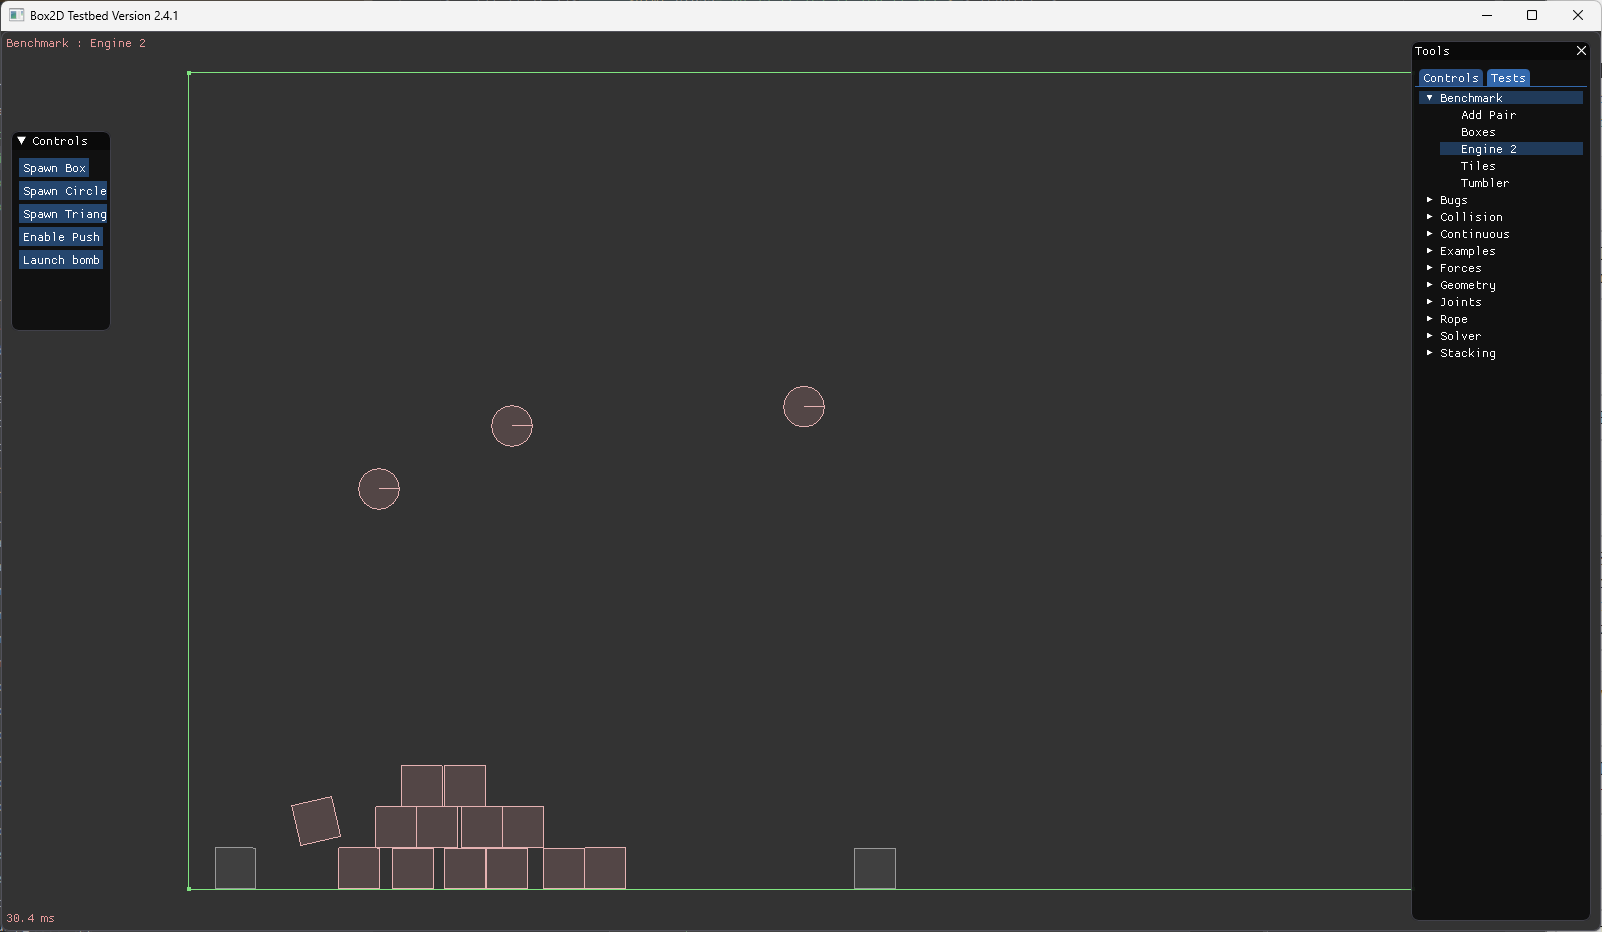 Box2D Testbed Version 2.4.1
Benchmark : Engine 2
Controls
Spawn Box
Spawn Circle
Spawn Triang
Enable Push
Launch bomb
30.4 ms
Tools
Controls Tests
Benchmark
Add Pair
Boxes
Engine 2
Tiles
Tumbler
Bugs
Collision
Continuous
Examples
Forces
Geometry
Joints
Rope
Solver
Stacking